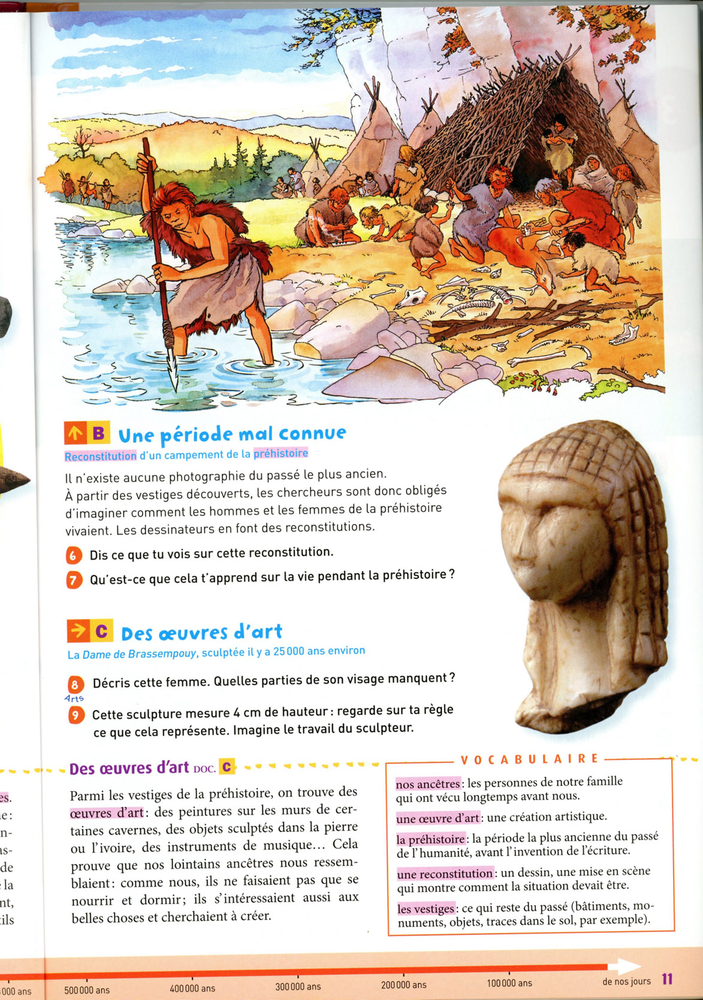 B Une période mal connue
Reconstitution d'un campement de la préhistoire
Il n'existe aucune photographie du passé le plus ancien.
À partir des vestiges découverts, les chercheurs sont donc obligés
d'imaginer comment les hommes et les femmes de la préhistoire
vivaient. Les dessinateurs en font des reconstitutions.
6 Dis ce que tu vois sur cette reconstitution.
7 Qu'est-ce que cela t'apprend sur la vie pendant la préhistoire ?
C Des œuvres d'art
La Dame de Brassempouy, sculptée il y a 25 000 ans environ
8 Décris cette femme. Quelles parties de son visage manquent ?
Arts
9 Cette sculpture mesure 4 cm de hauteur : regarde sur ta règle
ce que cela représente. Imagine le travail du sculpteur.
Des œuvres d'art DOC. C
Parmi les vestiges de la préhistoire, on trouve des
œuvres d'art : des peintures sur les murs de cer-
taines cavernes, des objets sculptés dans la pierre
ou l'ivoire, des instruments de musique... Cela
prouve que nos lointains ancêtres nous ressem-
blaient : comme nous, ils ne faisaient pas que se
nourrir et dormir ; ils s'intéressaient aussi aux
belles choses et cherchaient à créer.
VOCABULAIRE
nos ancêtres : les personnes de notre famille
qui ont vécu longtemps avant nous.
une œuvre d'art : une création artistique.
la préhistoire : la période la plus ancienne du passé
de l'humanité, avant l'invention de l'écriture.
une reconstitution : un dessin, une mise en scène
qui montre comment la situation devait être.
les vestiges : ce qui reste du passé (bâtiments, mo-
numents, objets, traces dans le sol, par exemple).
es.
e :
n-
as-
de
la
nt,
ils
000 ans
500 000 ans
400 000 ans
300 000 ans
200 000 ans
100 000 ans
de nos jours
11